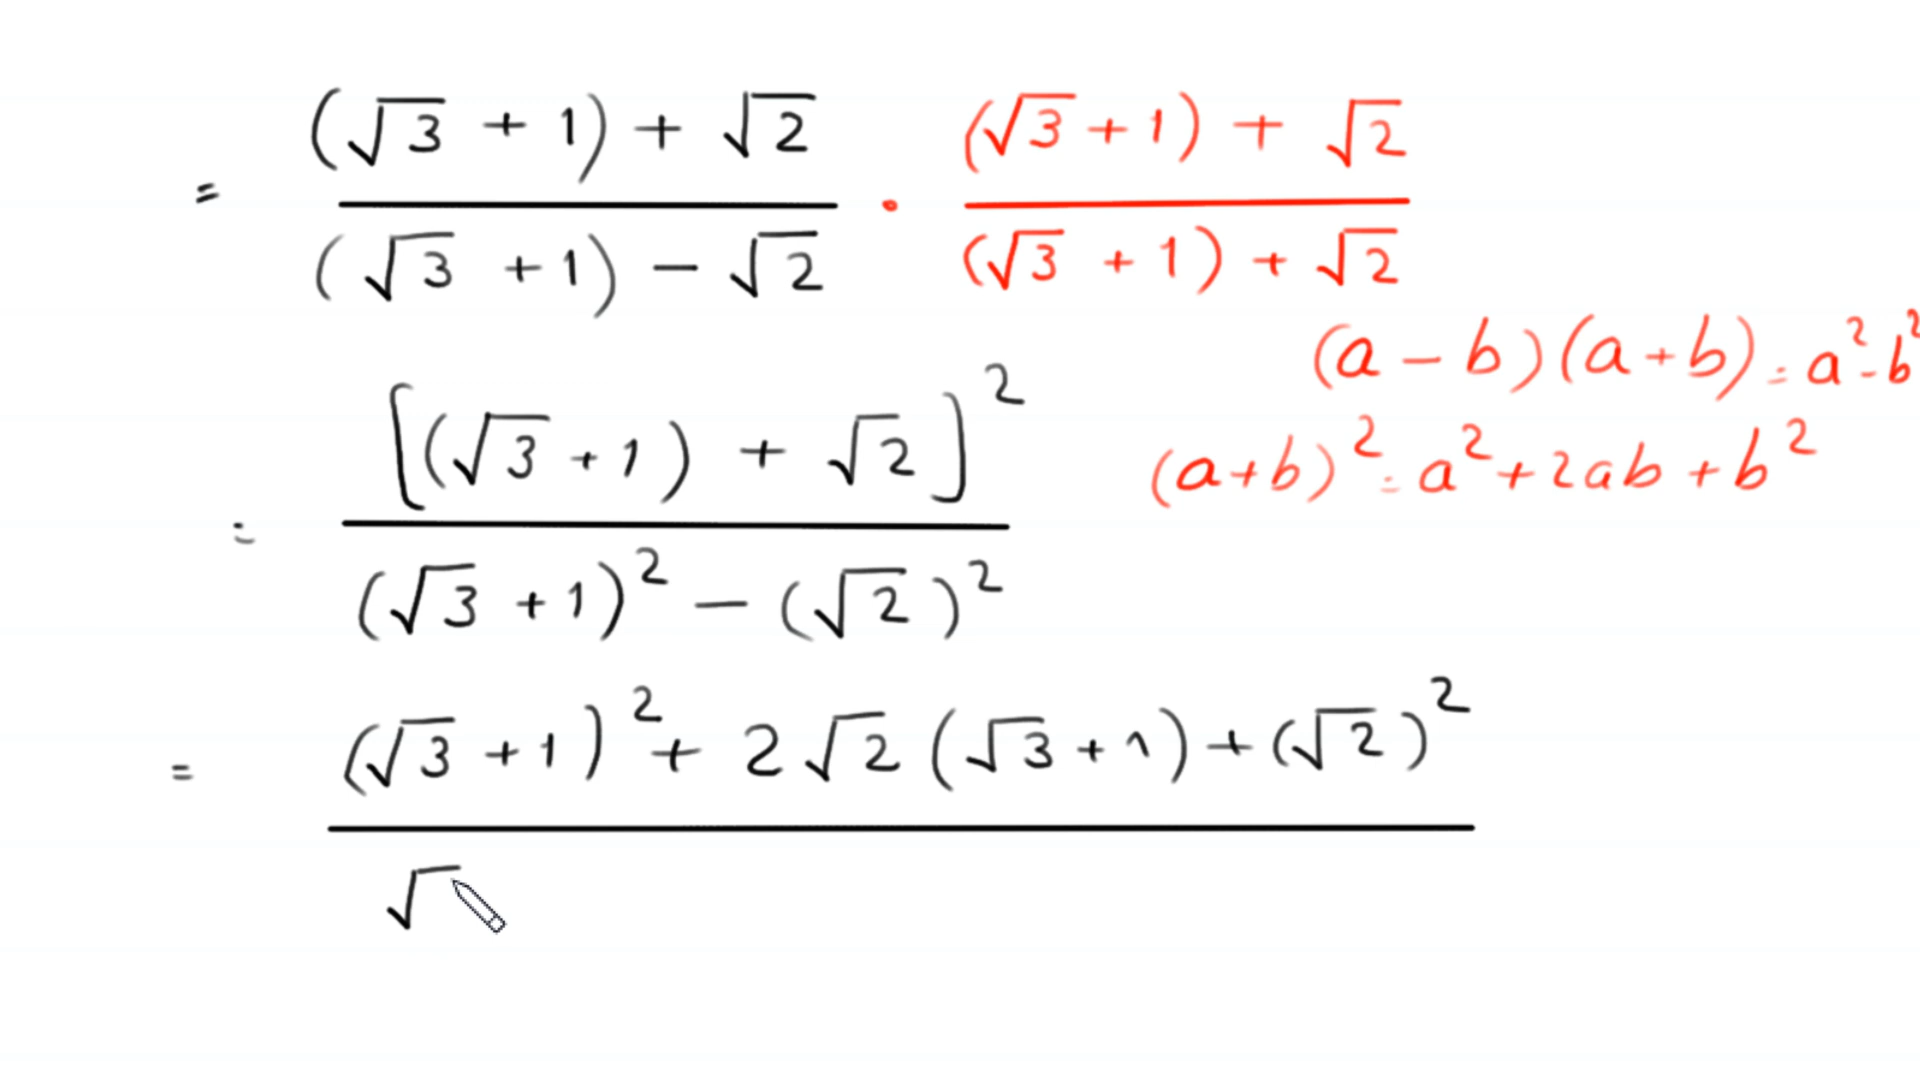 = ((√3 + 1) + √2) / ((√3 + 1) − √2) · ((√3 + 1) + √2) / ((√3 + 1) + √2)
(a − b)(a + b) = a² − b²
= [(√3 + 1) + √2]² / ((√3 + 1)² − (√2)²)
(a + b)² = a² + 2ab + b²
= ((√3 + 1)² + 2√2(√3 + 1) + (√2)²) / √